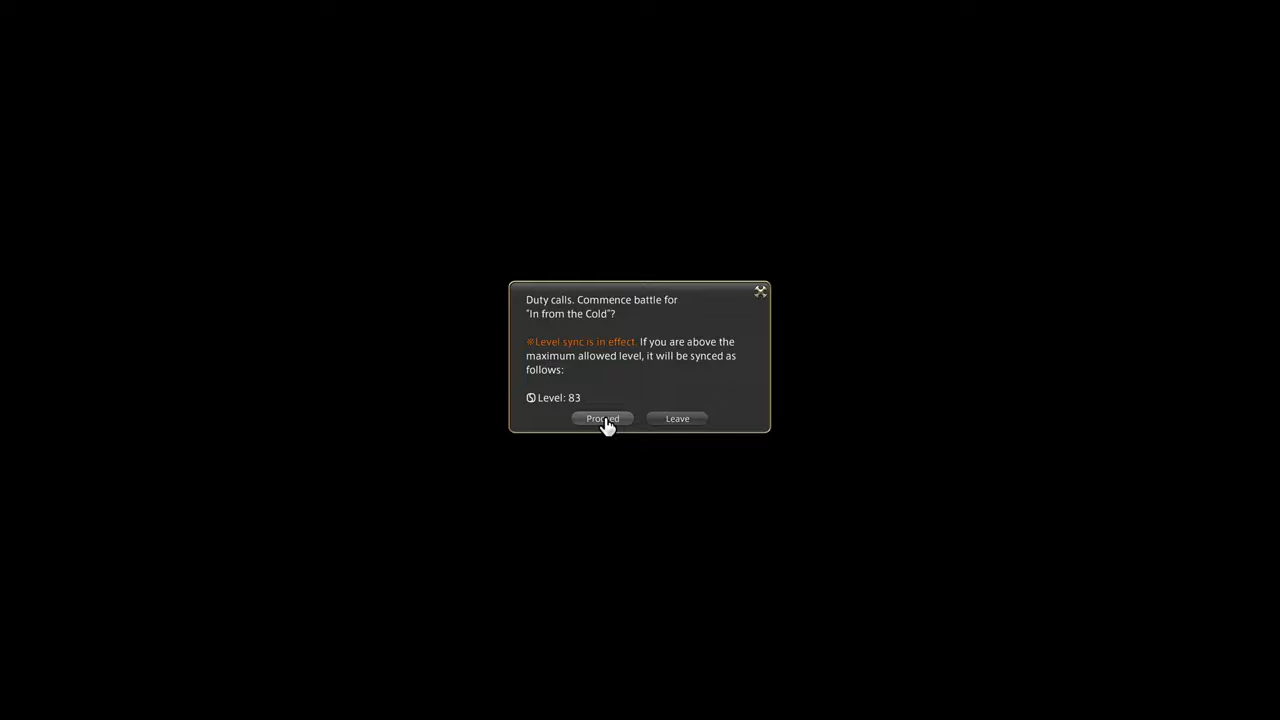 Duty calls. Commence battle for
"In from the Cold"?
※Level sync is in effect. If you are above the
maximum allowed level, it will be synced as
follows:
Level: 83
Proceed Leave